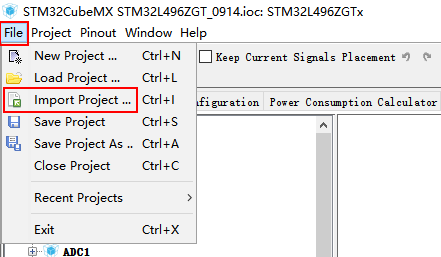 STM32CubeMX STM32L496ZGT_0914.ioc: STM32L496ZGTx
File Project Pinout Window Help
New Project ... Ctrl+N
Keep Current Signals Placement
Load Project ... Ctrl+L
Import Project ... Ctrl+I
figuration Power Consumption Calculator
Save Project Ctrl+S
Save Project As .. Ctrl+A
Close Project Ctrl+C
Recent Projects
Exit Ctrl+X
ADC1